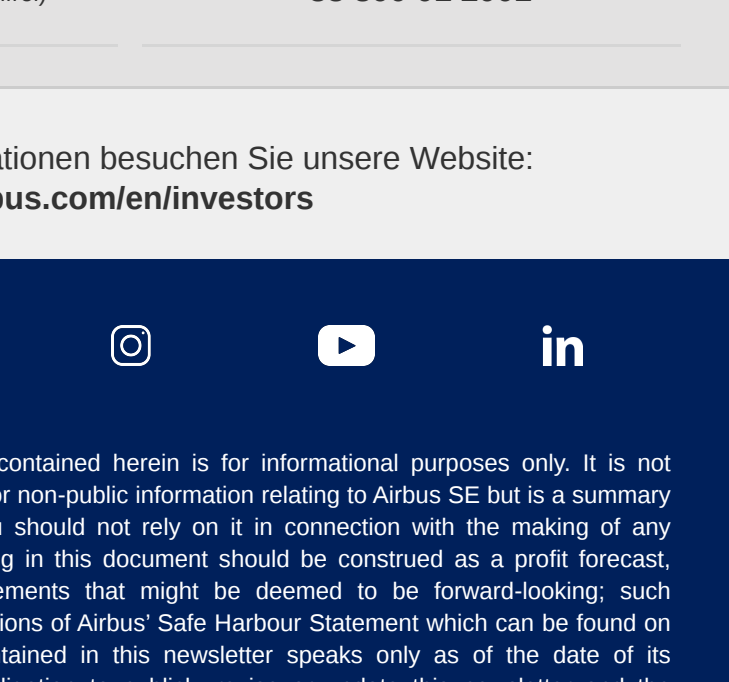 ationen besuchen Sie unsere Website:
bus.com/en/investors
in
contained herein is for informational purposes only. It is not
or non-public information relating to Airbus SE but is a summary
should not rely on it in connection with the making of any
in this document should be construed as a profit forecast,
ements that might be deemed to be forward-looking; such
ions of Airbus’ Safe Harbour Statement which can be found on
tained in this newsletter speaks only as of the date of its